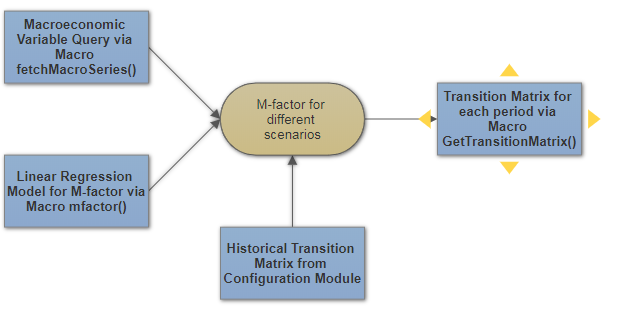 Macroeconomic
Variable Query via
Macro
fetchMacroSeries()
M-factor for
different
scenarios
Transition Matrix for
each period via
Macro
GetTransitionMatrix()
Linear Regression
Model for M-factor via
Macro mfactor()
Historical Transition
Matrix from
Configuration Module